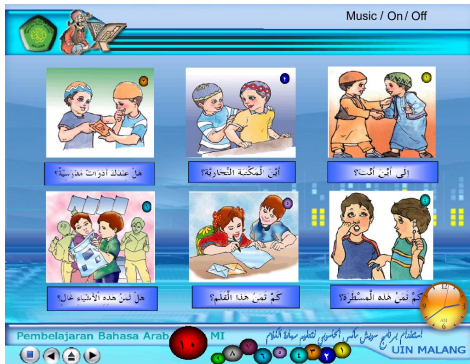 Music / On / Off
إلى أين أنت؟
أين المكتبة التجارية؟
هل عندك أدوات مدرسية؟
كم ثمن هذه المسطرة؟
كم ثمن هذا القلم؟
هل ثمن هذه الأشياء غال؟
Pembelajaran Bahasa Arab MI
١٠
UIN MALANG